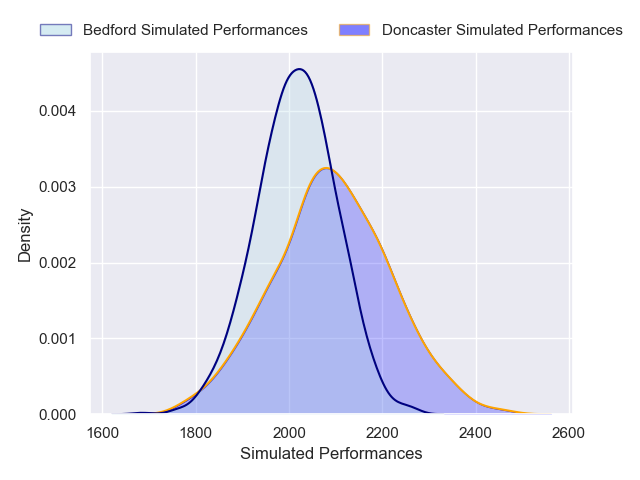 Bedford Simulated Performances
Doncaster Simulated Performances
Density
0.004
0.003
0.002
0.001
0.000
1600 1800 2000 2200 2400 2600
Simulated Performances